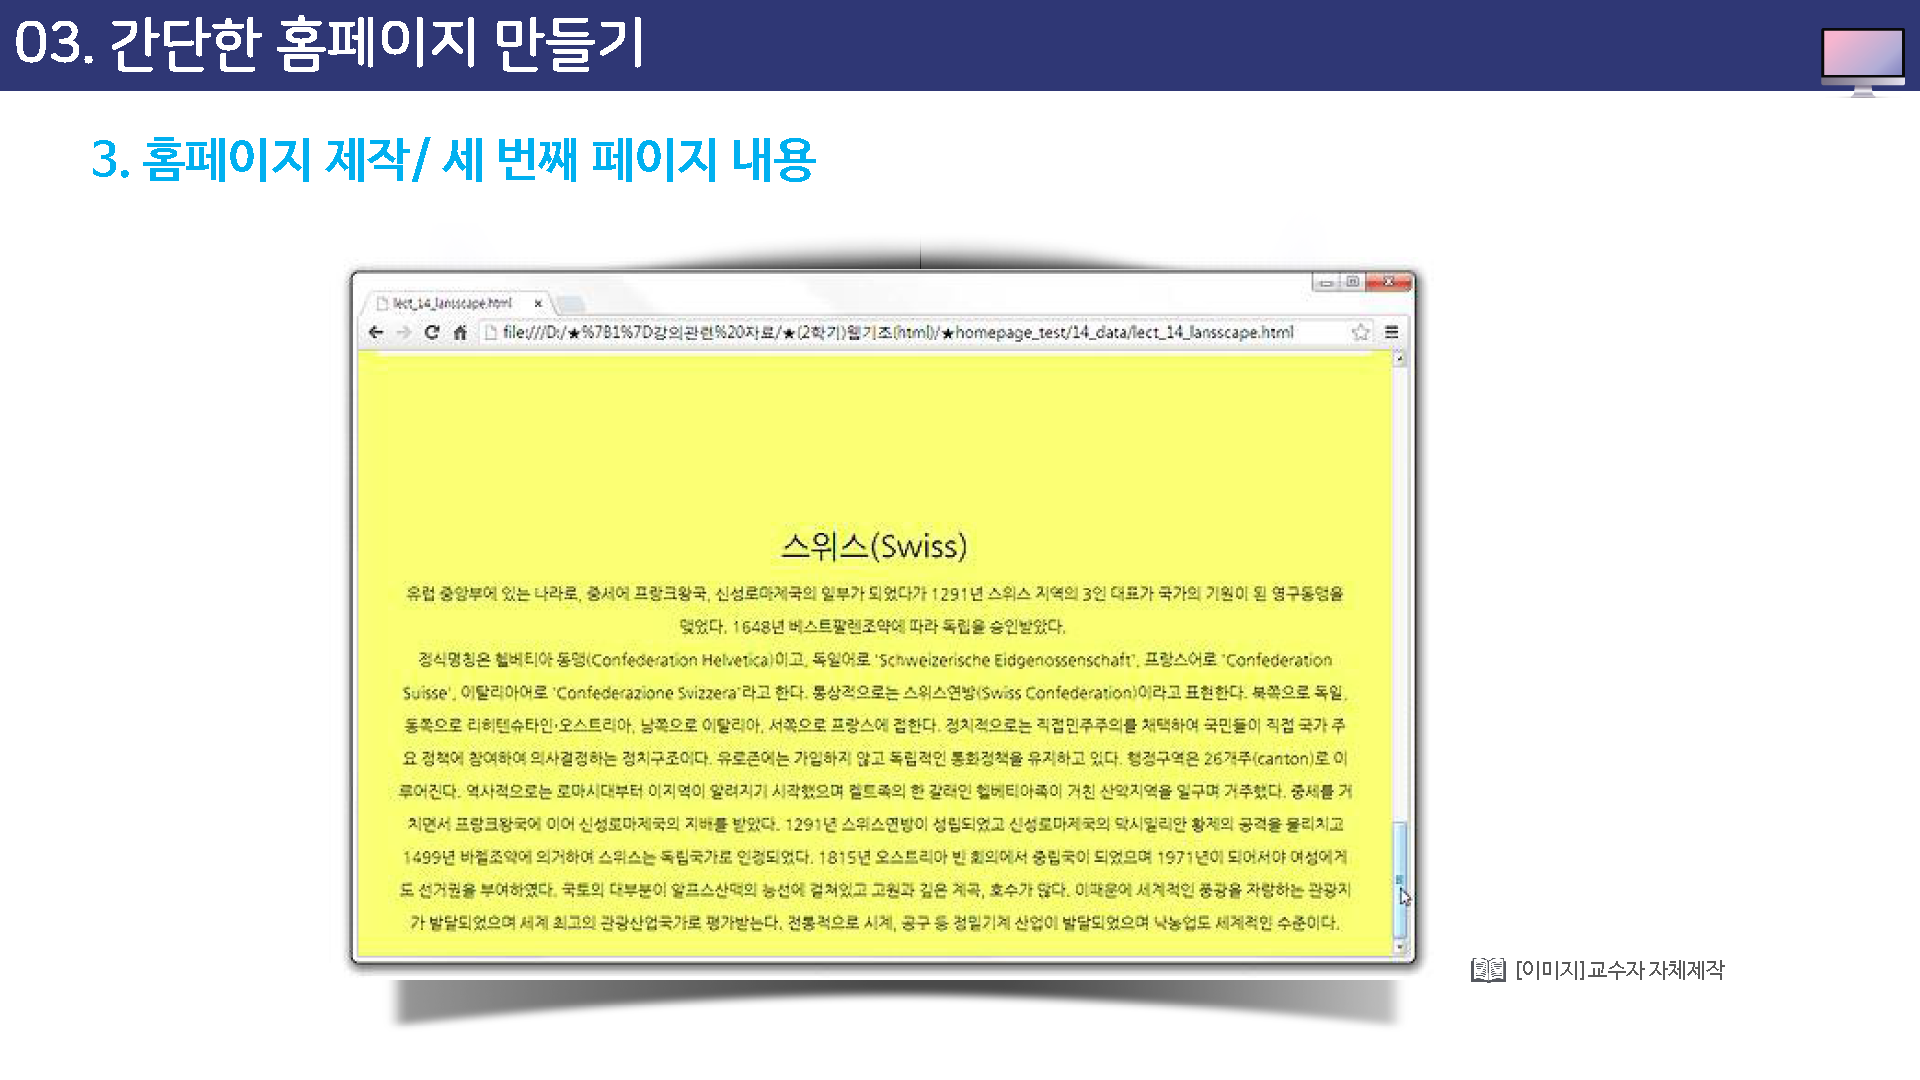 03. 간단한 홈페이지 만들기
3. 홈페이지 제작/ 세 번째 페이지 내용
lect_14_lansscape.html
file:///D:/★%7B1%7D강의관련%20자료/★(2학기)웹기초(html)/★homepage_test/14_data/lect_14_lansscape.html
스위스(Swiss)
유럽 중앙부에 있는 나라로, 중세에 프랑크왕국, 신성로마제국의 일부가 되었다가 1291년 스위스 지역의 3인 대표가 국가의 기원이 된 영구동맹을
맺었다. 1648년 베스트팔렌조약에 따라 독립을 승인받았다.
정식명칭은 헬베티아 동맹(Confederation Helvetica)이고, 독일어로 'Schweizerische Eidgenossenschaft', 프랑스어로 'Confederation
Suisse', 이탈리아어로 'Confederazione Svizzera'라고 한다. 통상적으로는 스위스연방(Swiss Confederation)이라고 표현한다. 북쪽으로 독일,
동쪽으로 리히텐슈타인·오스트리아, 남쪽으로 이탈리아, 서쪽으로 프랑스에 접한다. 정치적으로는 직접민주주의를 채택하여 국민들이 직접 국가 주
요 정책에 참여하여 의사결정하는 정치구조이다. 유로존에는 가입하지 않고 독립적인 통화정책을 유지하고 있다. 행정구역은 26개주(canton)로 이
루어진다. 역사적으로는 로마시대부터 이지역이 알려지기 시작했으며 켈트족의 한 갈래인 헬베티아족이 거친 산악지역을 일구며 거주했다. 중세를 거
치면서 프랑크왕국에 이어 신성로마제국의 지배를 받았다. 1291년 스위스연방이 성립되었고 신성로마제국의 막시밀리안 황제의 공격을 물리치고
1499년 바젤조약에 의거하여 스위스는 독립국가로 인정되었다. 1815년 오스트리아 빈 회의에서 중립국이 되었으며 1971년이 되어서야 여성에게
도 선거권을 부여하였다. 국토의 대부분이 알프스산맥의 능선에 걸쳐있고 고원과 깊은 계곡, 호수가 많다. 이때문에 세계적인 풍광을 자랑하는 관광지
가 발달되었으며 세계 최고의 관광산업국가로 평가받는다. 전통적으로 시계, 공구 등 정밀기계 산업이 발달되었으며 낙농업도 세계적인 수준이다.
[이미지]교수자 자체제작